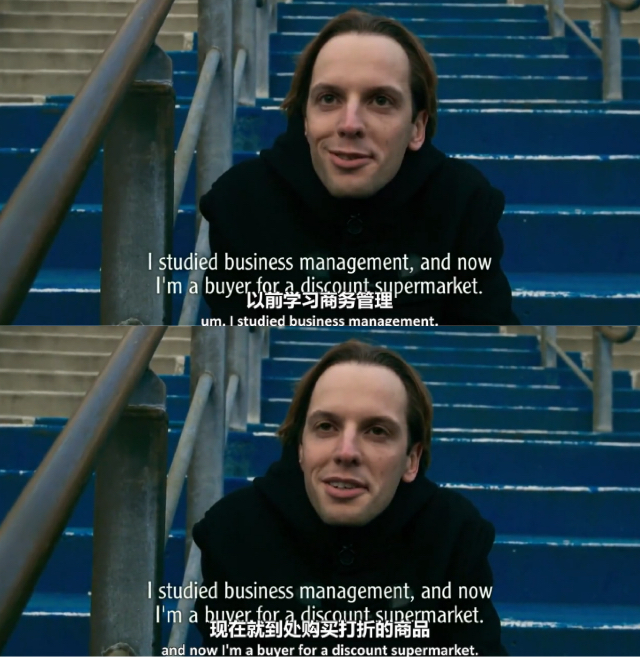 I studied business management, and now
I'm a buyer for a discount supermarket.
以前学习商务管理
um, I studied business management,
I studied business management, and now
I'm a buyer for a discount supermarket.
现在就到处购买打折的商品
and now I'm a buyer for a discount supermarket.